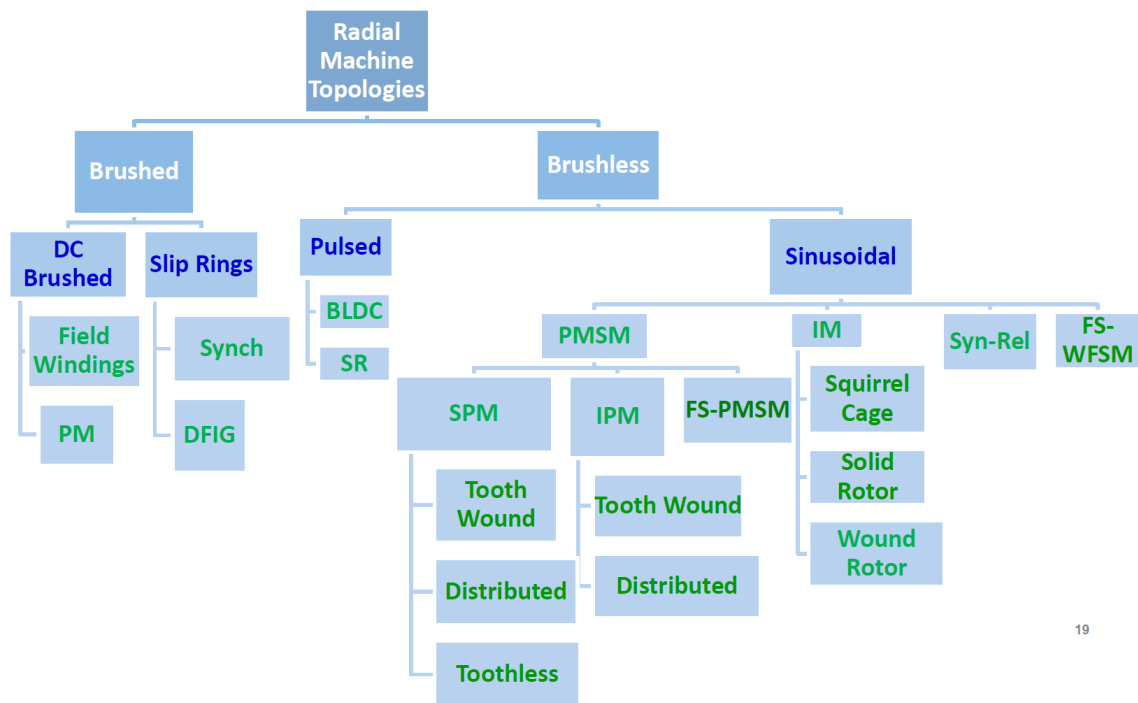 Radial
Machine
Topologies
Brushed
Brushless
DC
Brushed
Slip Rings
Pulsed
Sinusoidal
Field
Windings
PM
Synch
DFIG
BLDC
SR
PMSM
IM
Syn-Rel
FS-
WFSM
SPM
IPM
FS-PMSM
Tooth
Wound
Distributed
Toothless
Tooth Wound
Distributed
Squirrel
Cage
Solid
Rotor
Wound
Rotor
19